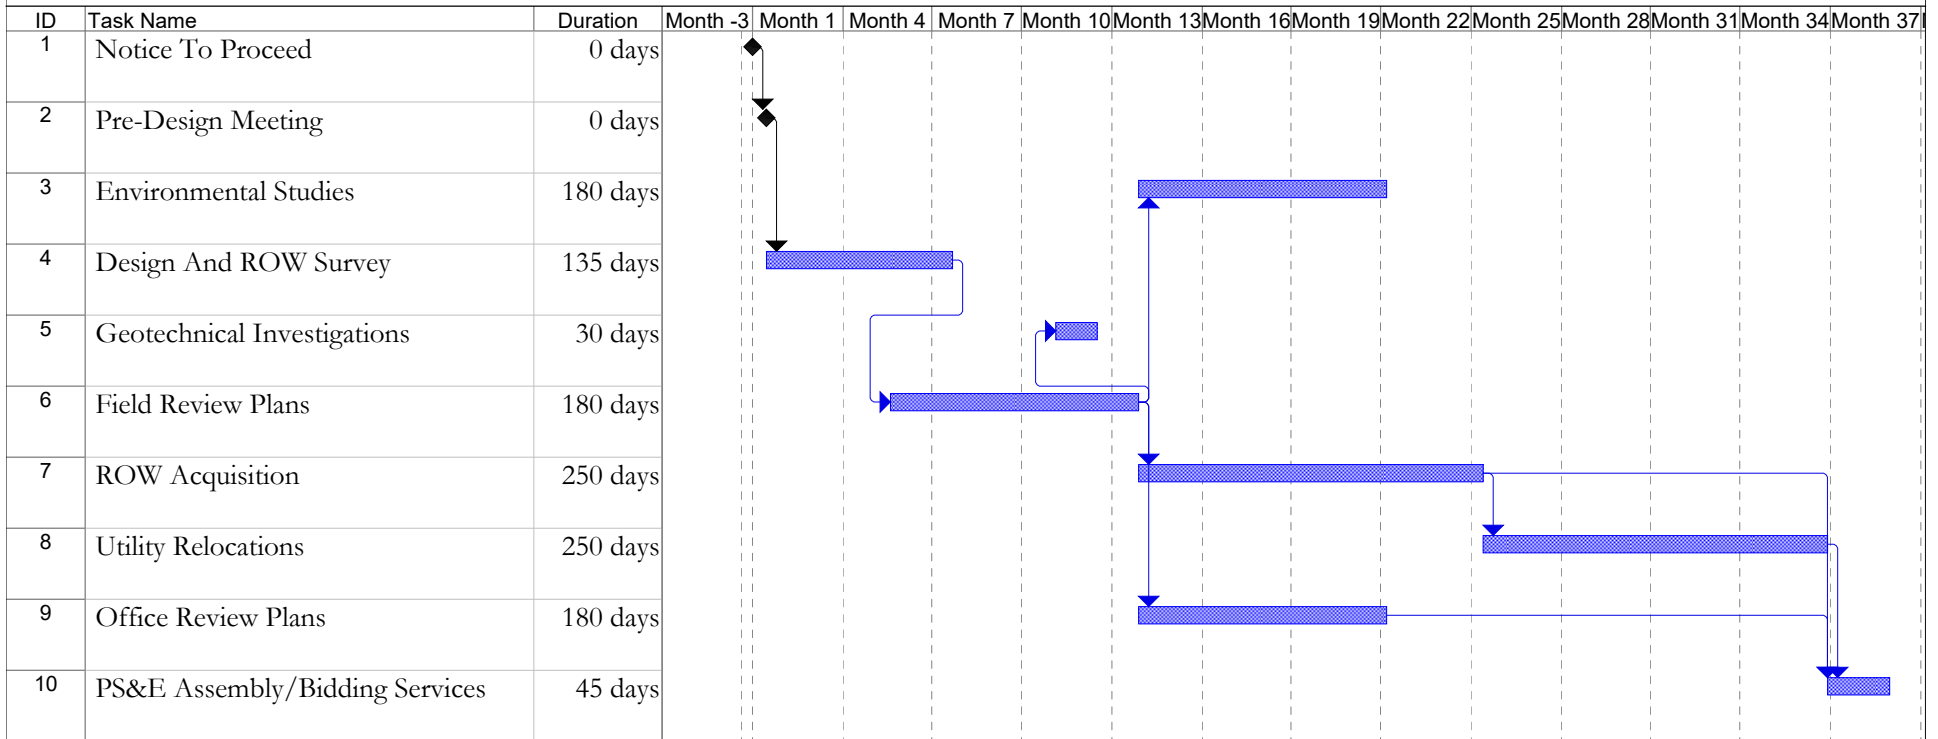 ID Task Name Duration Month -3 Month 1 Month 4 Month 7 Month 10 Month 13 Month 16 Month 19 Month 22 Month 25 Month 28 Month 31 Month 34 Month 37
1 Notice To Proceed 0 days
2 Pre-Design Meeting 0 days
3 Environmental Studies 180 days
4 Design And ROW Survey 135 days
5 Geotechnical Investigations 30 days
6 Field Review Plans 180 days
7 ROW Acquisition 250 days
8 Utility Relocations 250 days
9 Office Review Plans 180 days
10 PS&E Assembly/Bidding Services 45 days